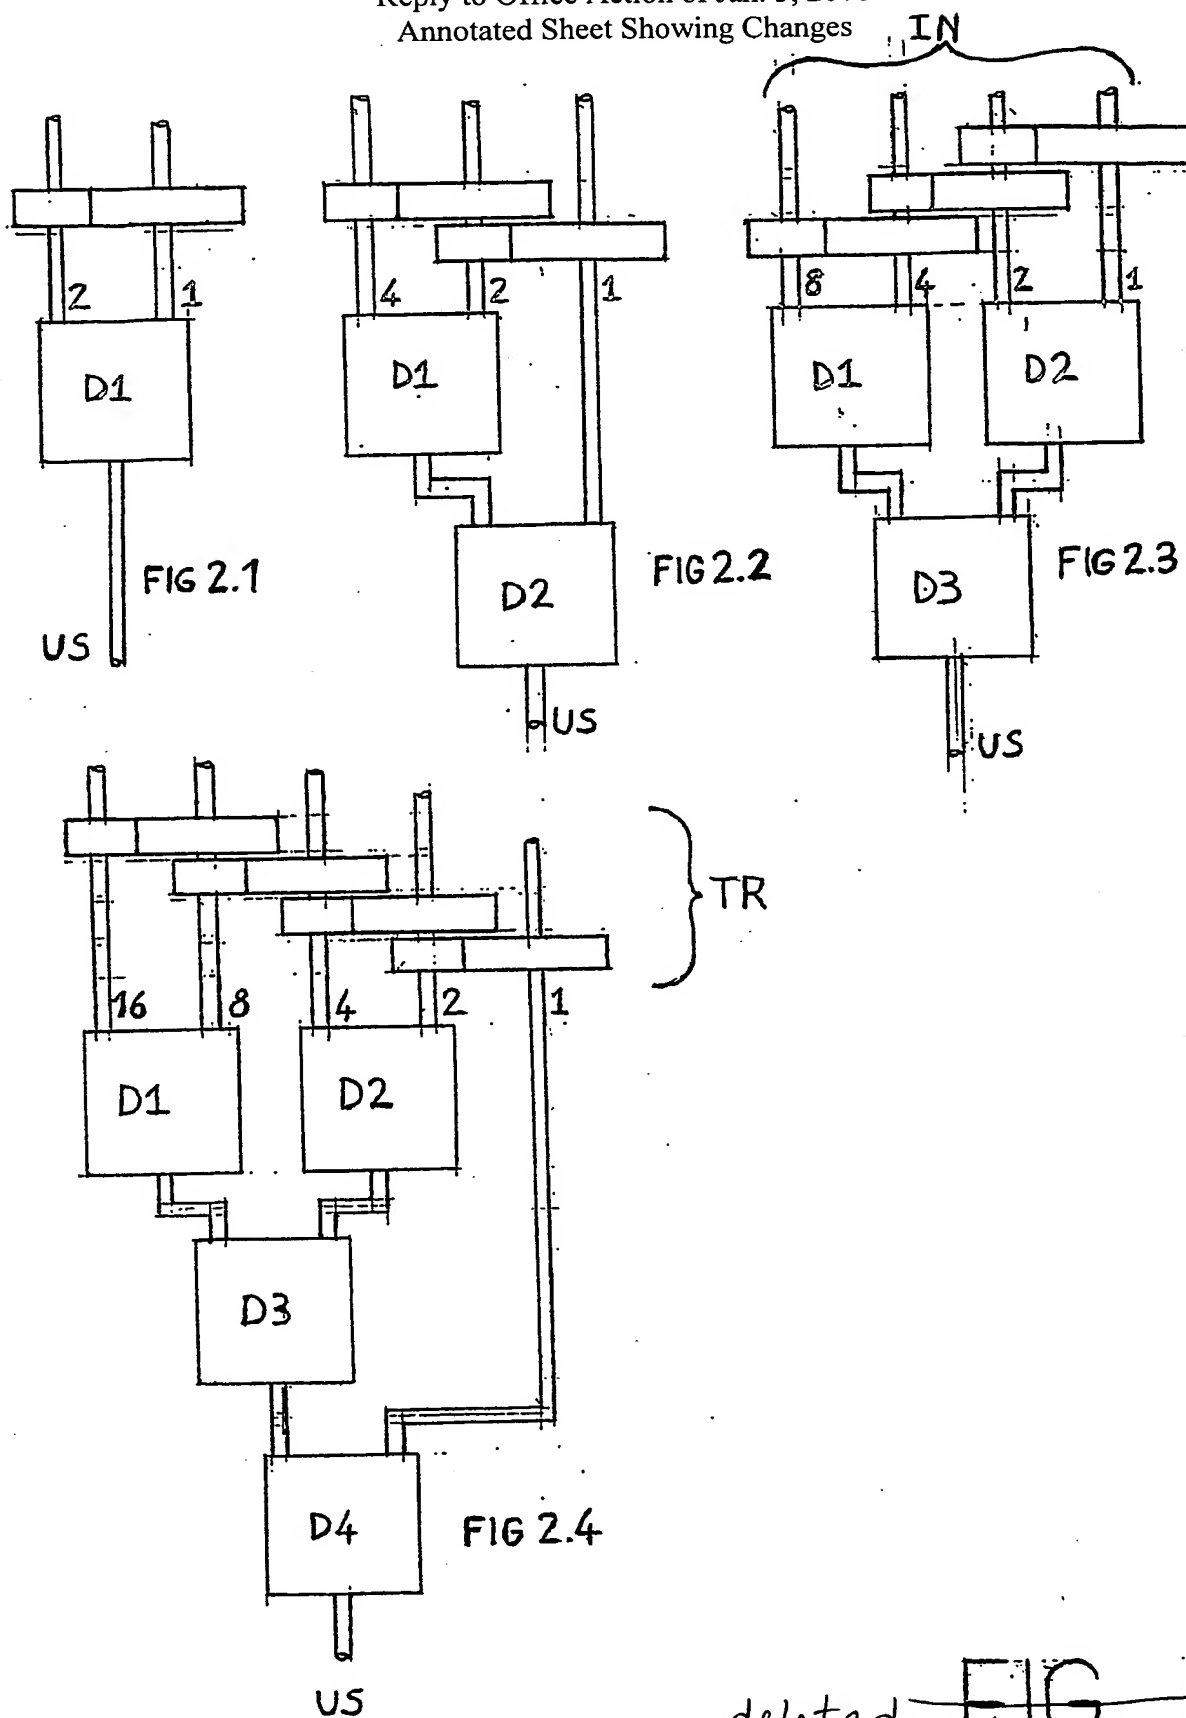 Annotated Sheet Showing Changes
IN
2 1
D1
FIG 2.1
US
4 2 1
D1
D2
FIG 2.2
US
8 4 2 1
D1 D2
D3
FIG 2.3
US
TR
16 8 4 2 1
D1 D2
D3
D4
FIG 2.4
US
deleted
FIG